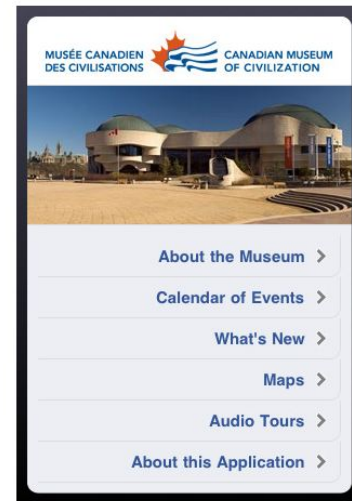 MUSÉE CANADIEN
DES CIVILISATIONS
CANADIAN MUSEUM
OF CIVILIZATION
About the Museum
Calendar of Events
What's New
Maps
Audio Tours
About this Application